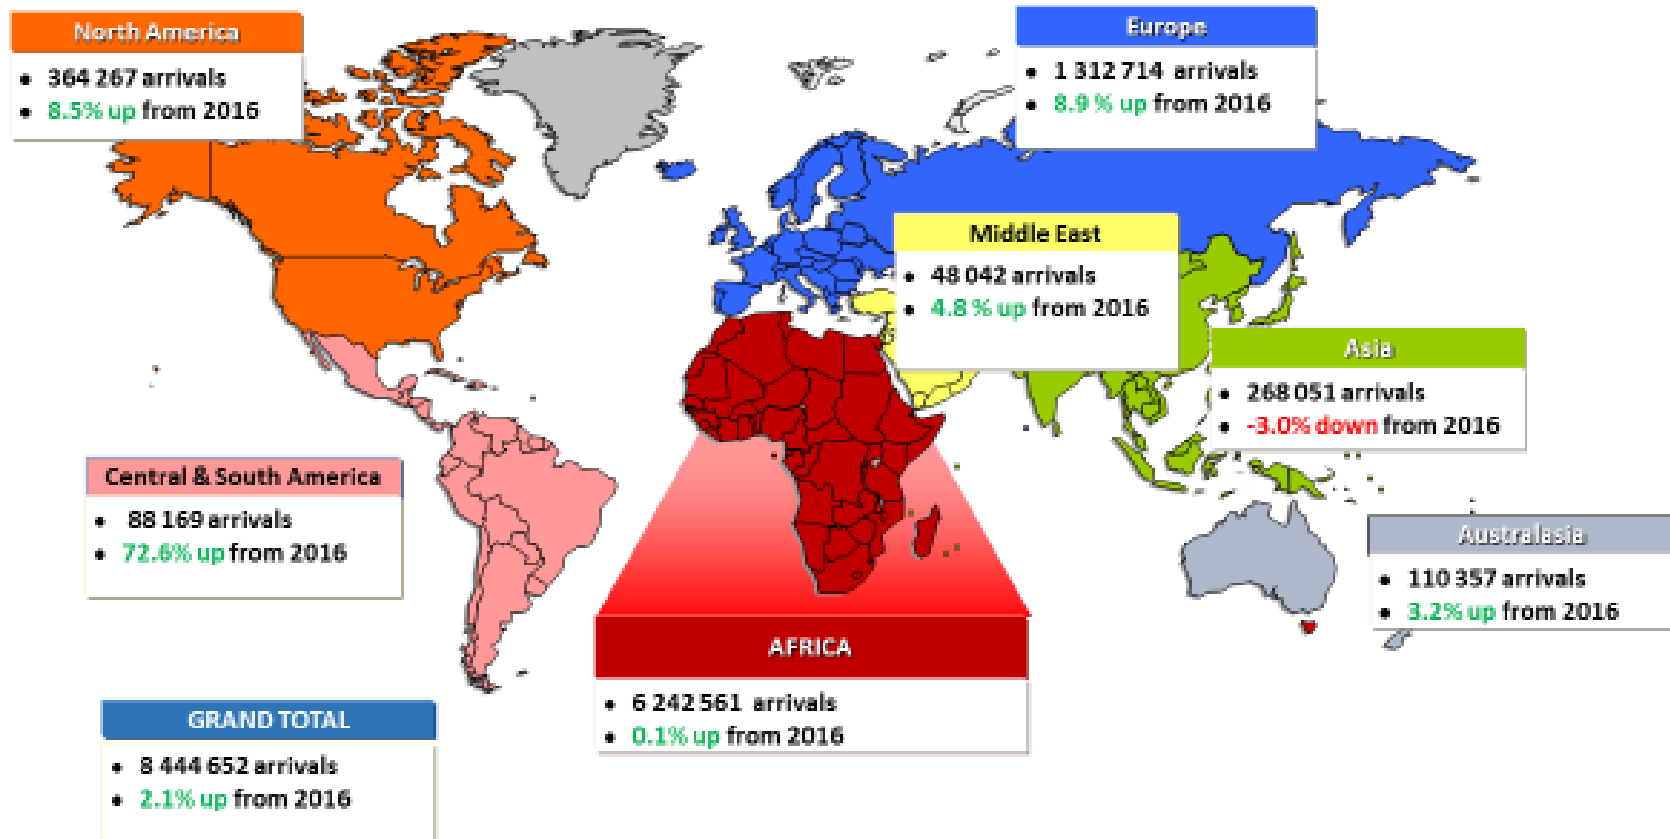 North America
• 364 267 arrivals
• 8.5% up from 2016
Europe
• 1 312 714 arrivals
• 8.9 % up from 2016
Middle East
• 48 042 arrivals
• 4.8 % up from 2016
Asia
• 268 051 arrivals
• -3.0% down from 2016
Central & South America
• 88 169 arrivals
• 72.6% up from 2016
Australasia
• 110 357 arrivals
• 3.2% up from 2016
AFRICA
• 6 242 561 arrivals
• 0.1% up from 2016
GRAND TOTAL
• 8 444 652 arrivals
• 2.1% up from 2016